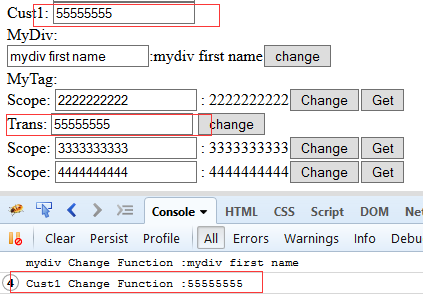 Cust1: 55555555
MyDiv:
mydiv first name :mydiv first name change
MyTag:
Scope: 2222222222 : 2222222222 Change Get
Trans: 55555555 change
Scope: 3333333333 : 3333333333 Change Get
Scope: 4444444444 : 4444444444 Change Get
Console HTML CSS Script DOM Net
Clear Persist Profile All Errors Warnings Info Debu
mydiv Change Function :mydiv first name
4 Cust1 Change Function :55555555